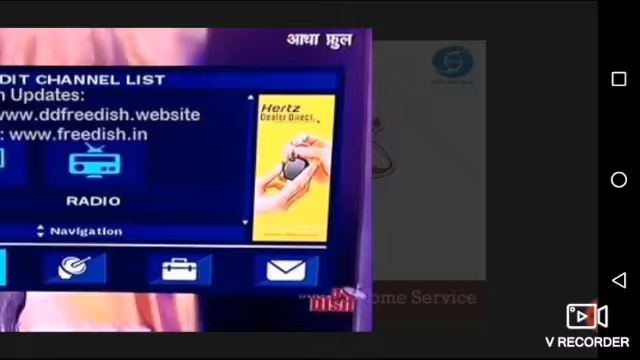 आधा फ़ुल
DIT CHANNEL LIST
Updates:
www.ddfreedish.website
: www.freedish.in
Hertz
Dealer Direct.
RADIO
Navigation
DISH
ome Service
V RECORDER